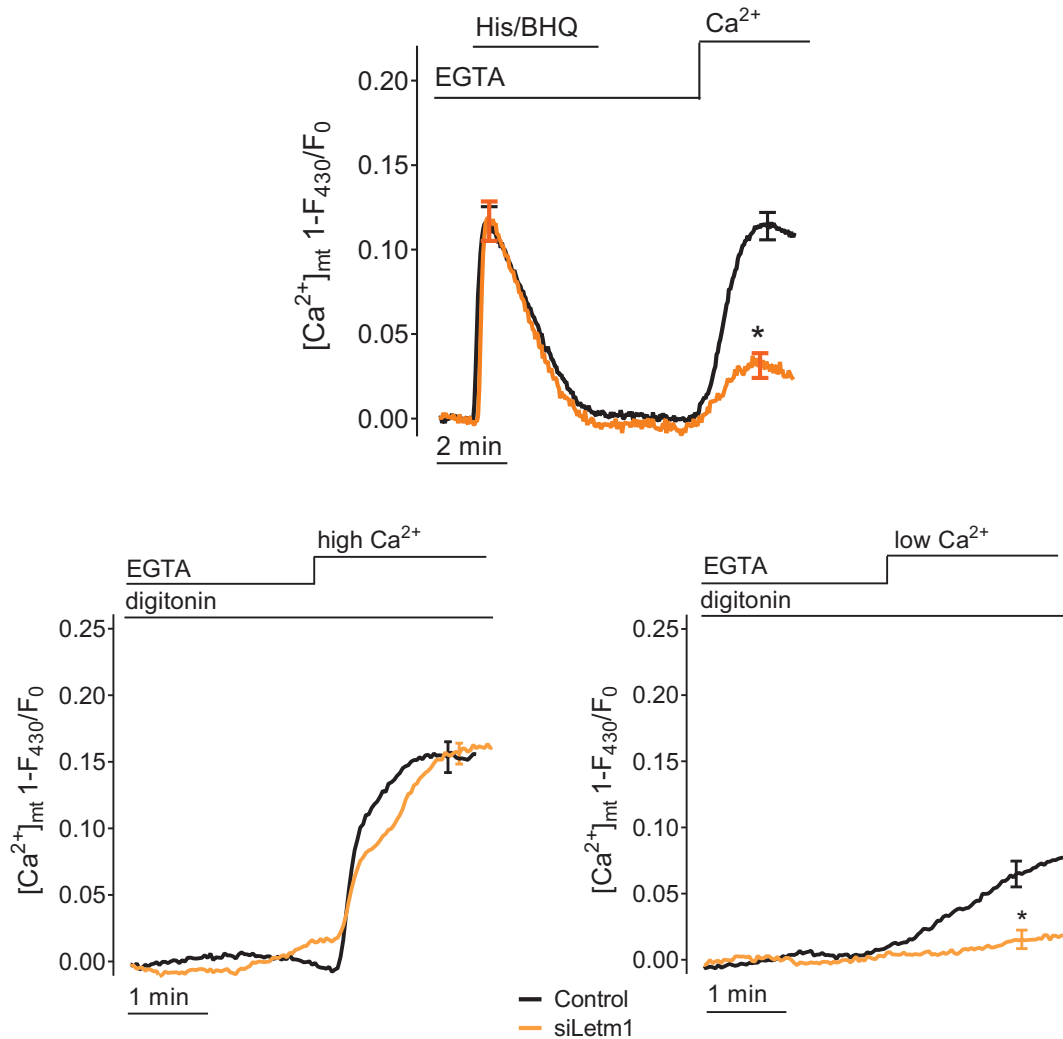 His/BHQ
Ca²⁺
EGTA
[Ca²⁺]mt 1-F430/F0
0.20
0.15
0.10
0.05
0.00
*
2 min
high Ca²⁺
EGTA
digitonin
[Ca²⁺]mt 1-F430/F0
0.25
0.20
0.15
0.10
0.05
0.00
1 min
low Ca²⁺
EGTA
digitonin
[Ca²⁺]mt 1-F430/F0
0.25
0.20
0.15
0.10
0.05
0.00
*
1 min
Control
siLetm1